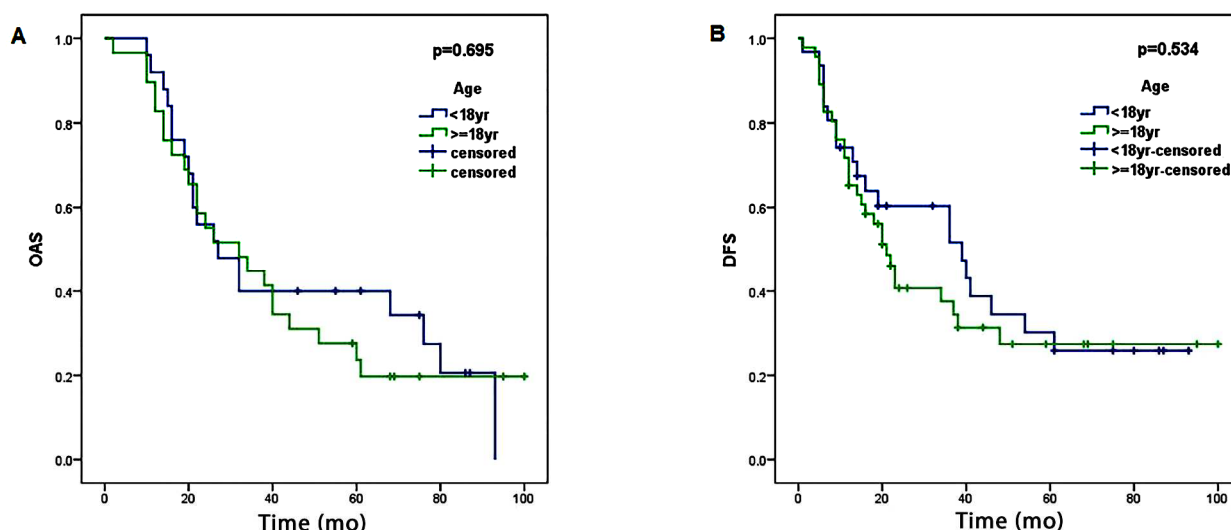 A
p=0.695
Age
<18yr
>=18yr
censored
censored
1.0
0.8
0.6
0.4
0.2
0.0
OAS
0 20 40 60 80 100
Time (mo)
B
p=0.534
Age
<18yr
>=18yr
<18yr-censored
>=18yr-censored
1.0
0.8
0.6
0.4
0.2
0.0
DFS
0 20 40 60 80 100
Time (mo)